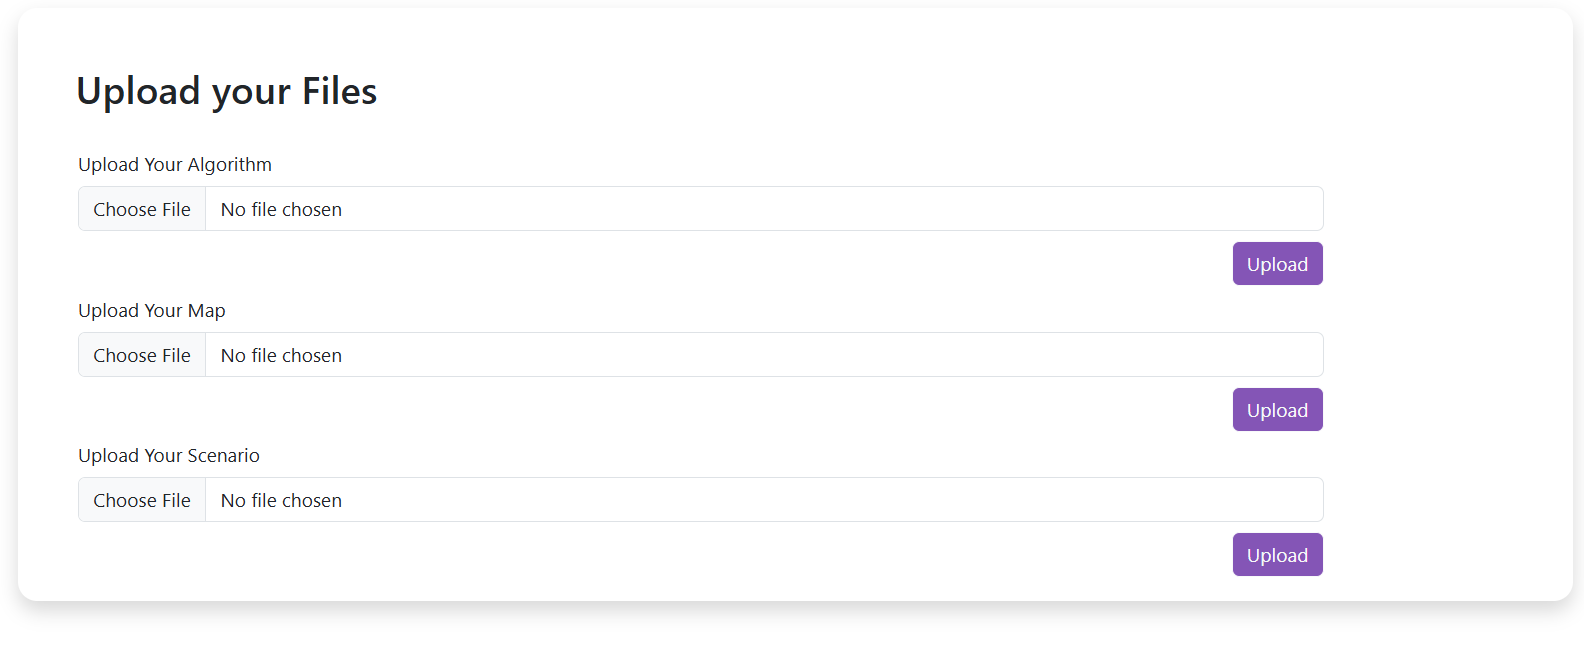 Upload your Files
Upload Your Algorithm
Choose File No file chosen
Upload
Upload Your Map
Choose File No file chosen
Upload
Upload Your Scenario
Choose File No file chosen
Upload